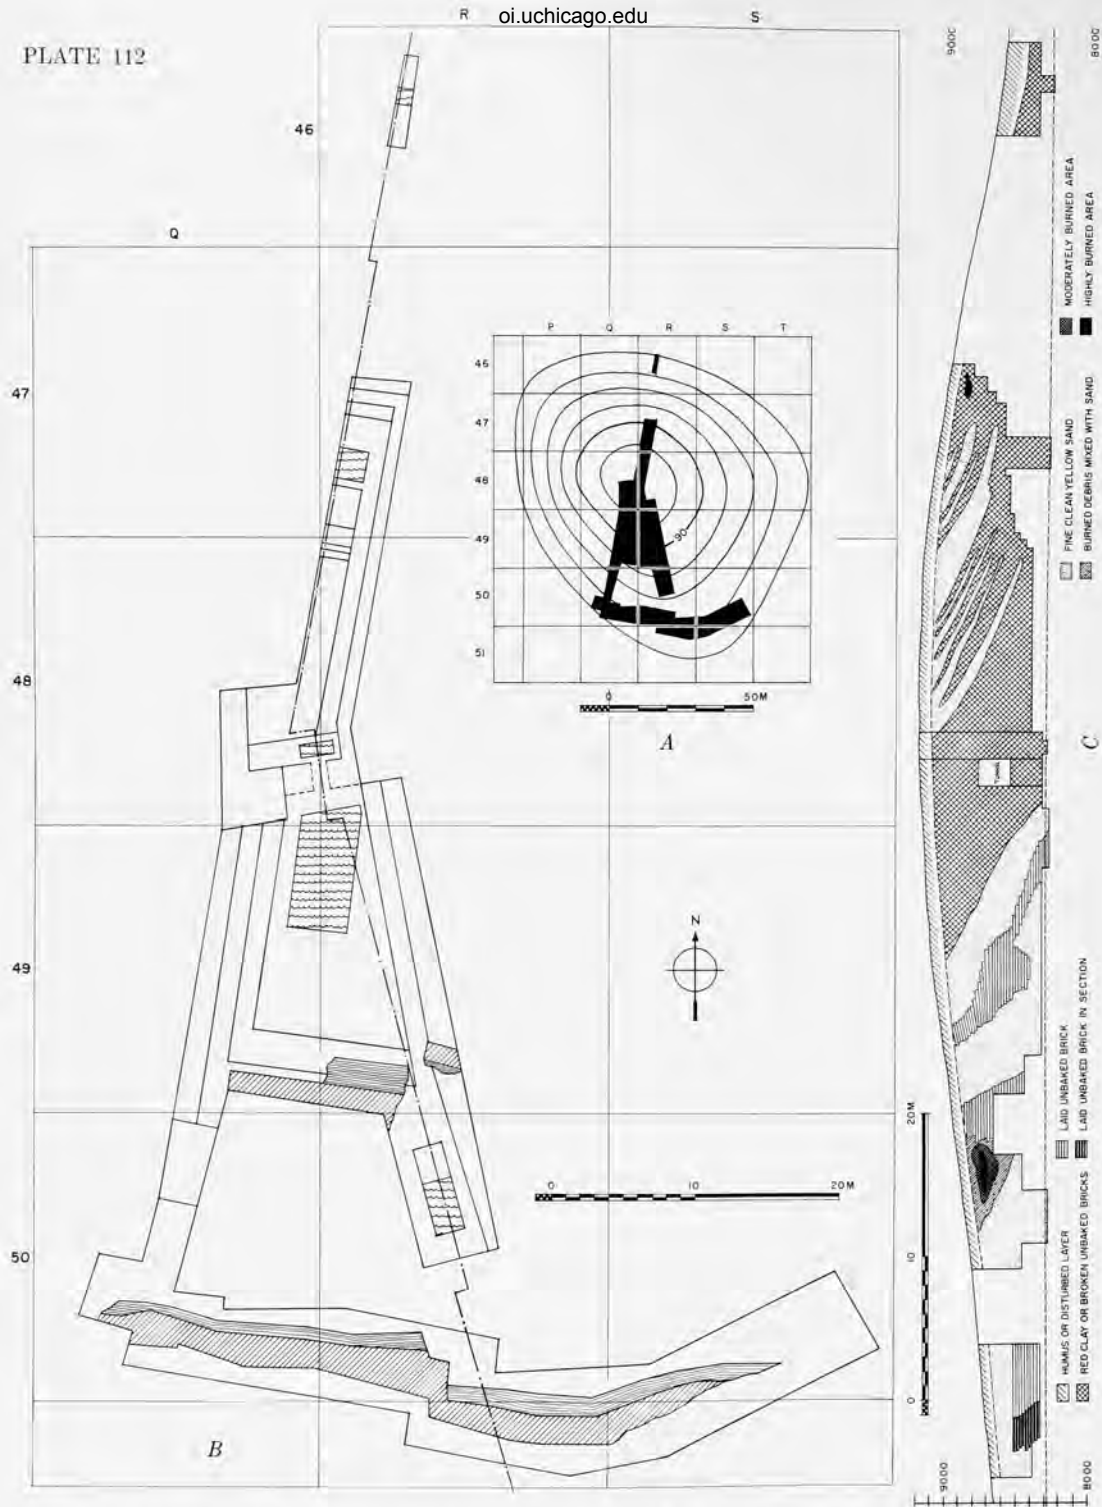 oi.uchicago.edu
PLATE 112
R
S
46
Q
47
48
49
50
P Q R S T
46
47
48
49
50
51
90
0 50M
A
N
0 10 20M
B
9000
8000
MODERATELY BURNED AREA
HIGHLY BURNED AREA
FINE CLEAN YELLOW SAND
BURNED DEBRIS MIXED WITH SAND
TUNNEL
C
LAID UNBAKED BRICK
LAID UNBAKED BRICK IN SECTION
HUMUS OR DISTURBED LAYER
RED CLAY OR BROKEN UNBAKED BRICKS
20M
10
0
9000
8000